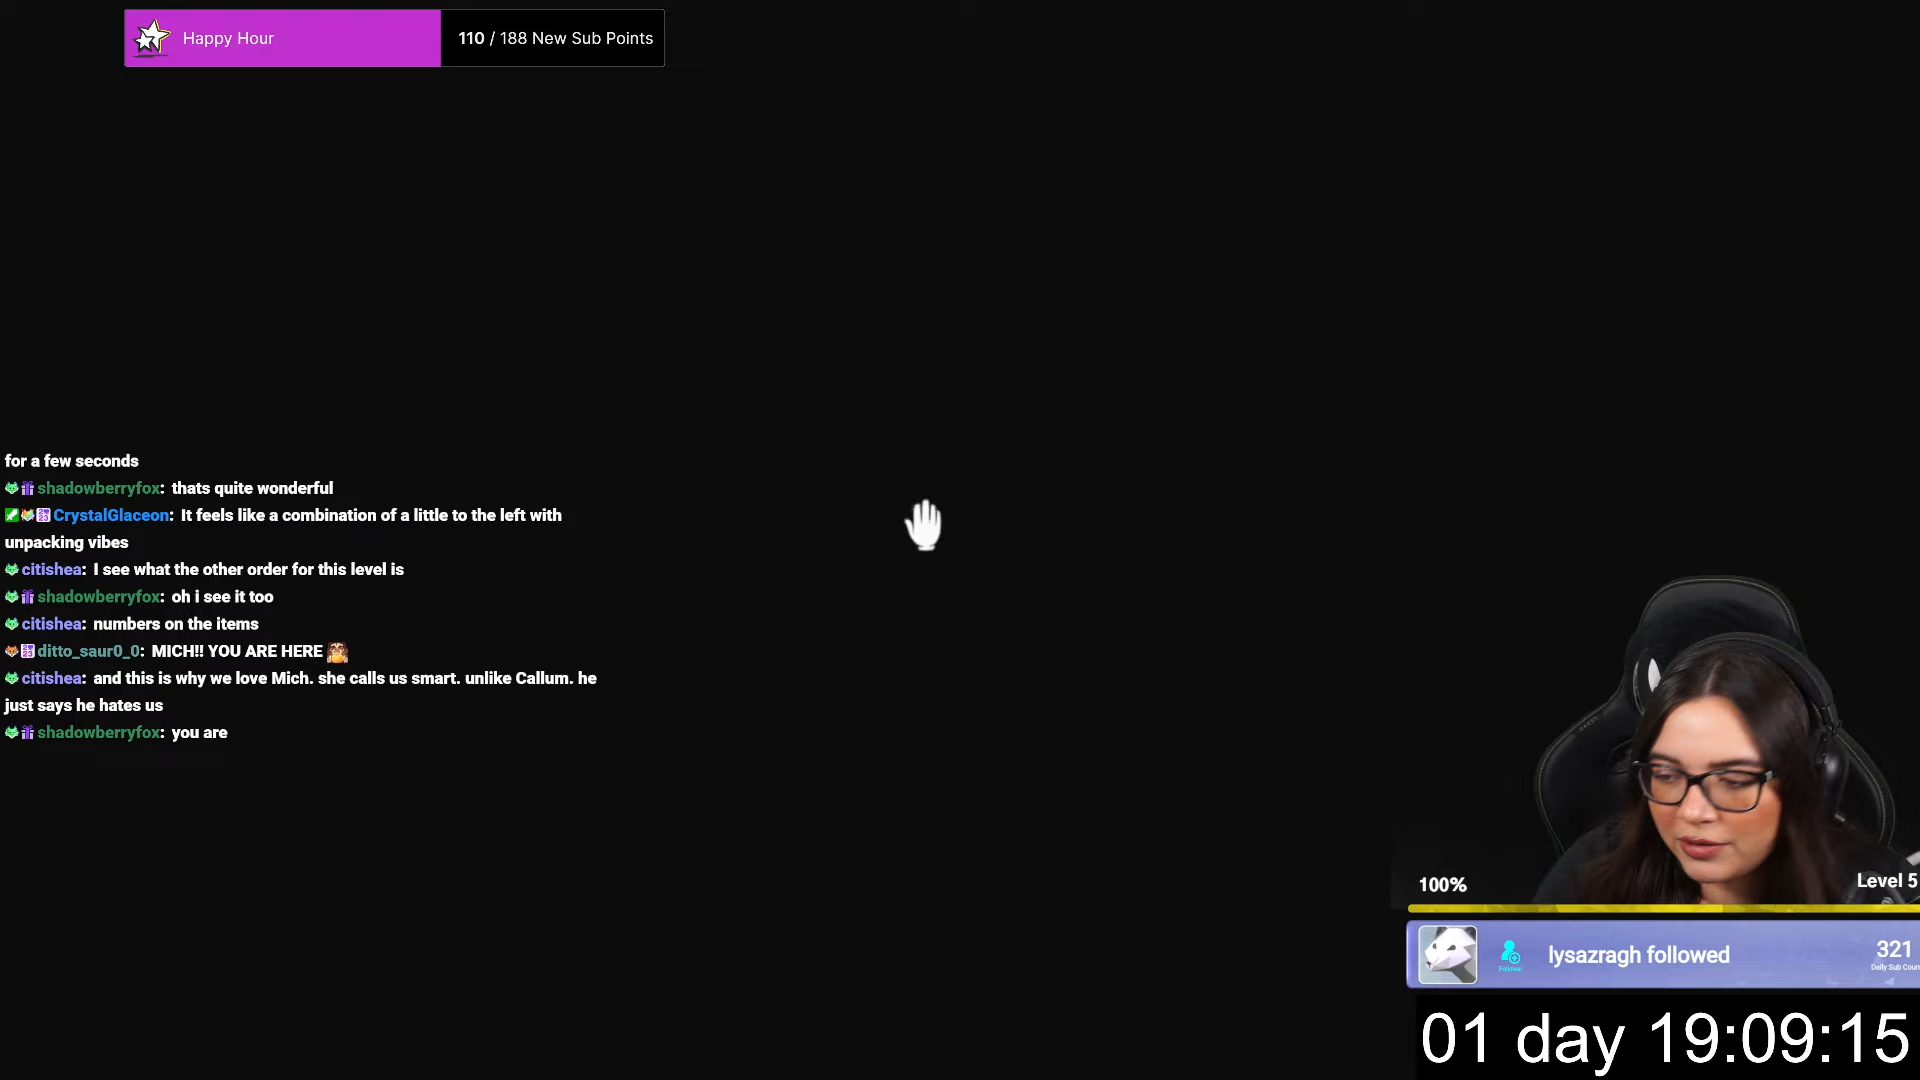 Happy Hour
110 / 188 New Sub Points
for a few seconds
shadowberryfox: thats quite wonderful
CrystalGlaceon: It feels like a combination of a little to the left with
unpacking vibes
citishea: I see what the other order for this level is
shadowberryfox: oh i see it too
citishea: numbers on the items
ditto_saur0_0: MICH!! YOU ARE HERE
citishea: and this is why we love Mich. she calls us smart. unlike Callum. he
just says he hates us
shadowberryfox: you are
100%
Level 5
lysazragh followed
Follower
321
Daily Sub Coun
01 day 19:09:15